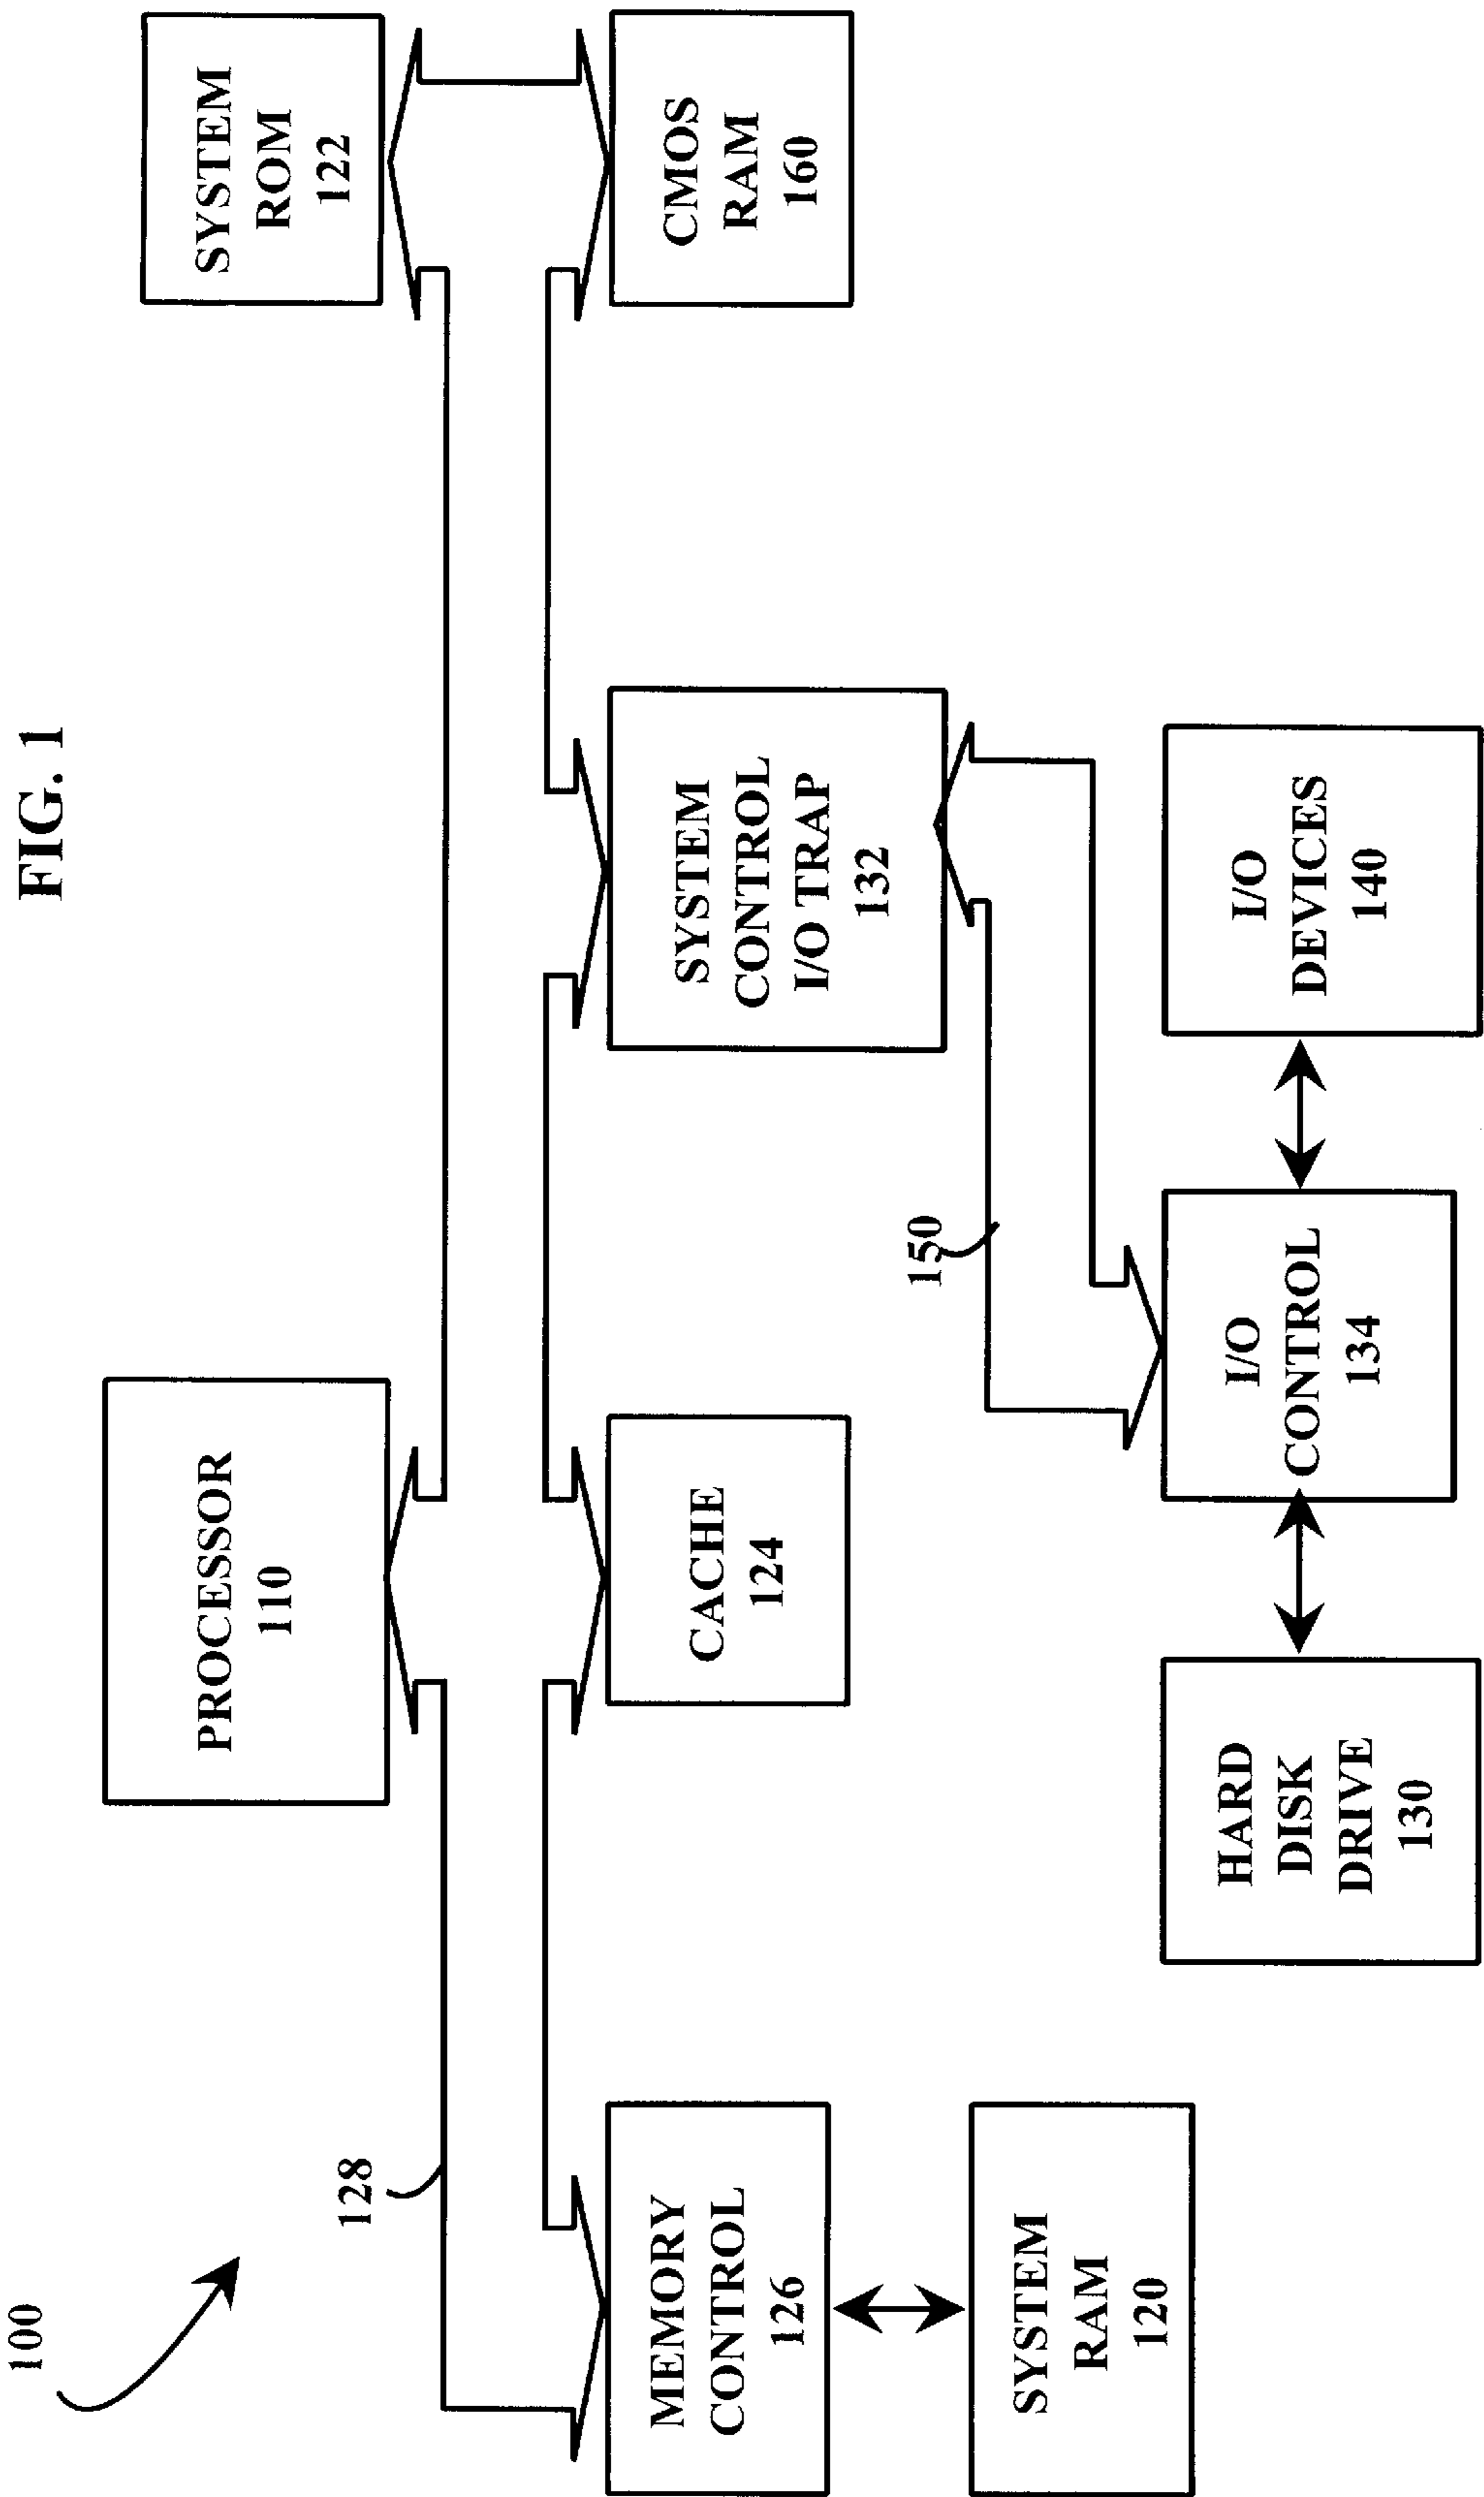 FIG. 1
100
128
PROCESSOR
110
SYSTEM
ROM
122
MEMORY
CONTROL
126
CACHE
124
SYSTEM
CONTROL
I/O TRAP
132
CMOS
RAM
160
150
SYSTEM
RAM
120
HARD
DISK
DRIVE
130
I/O
CONTROL
134
I/O
DEVICES
140